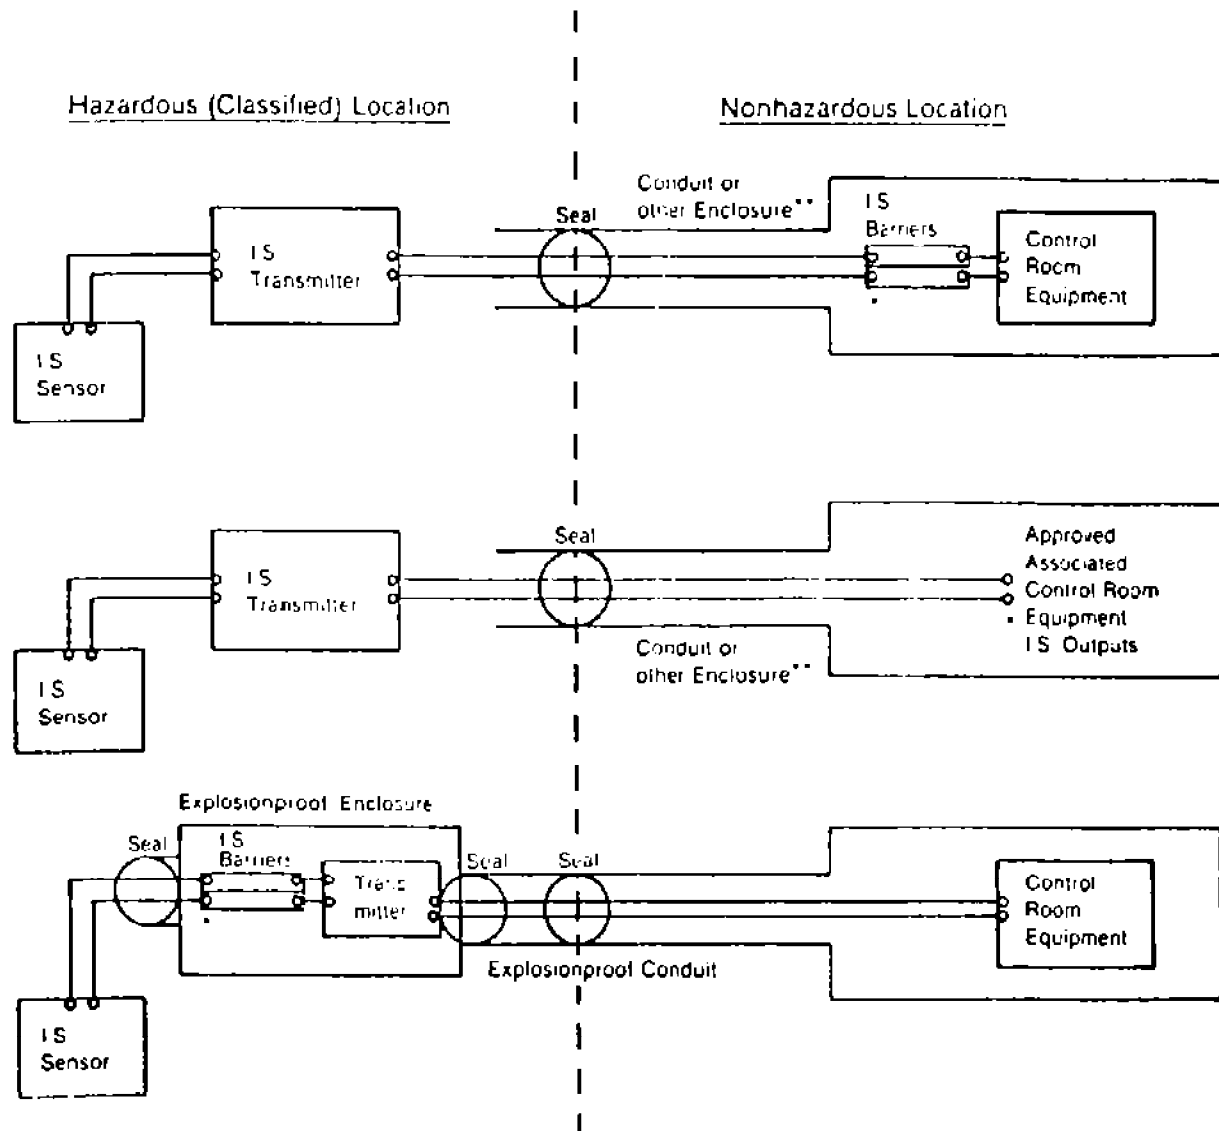 Hazardous (Classified) Location
Nonhazardous Location
Conduit or
other Enclosure**
Seal
I S
Barriers
I S
Transmitter
Control
Room
Equipment
I S
Sensor
Seal
Approved
Associated
Control Room
• Equipment
I S Outputs
I S
Transmitter
Conduit or
other Enclosure**
I S
Sensor
Explosionproof Enclosure
Seal
I S
Barriers
Seal
Seal
Trans
mitter
Control
Room
Equipment
Explosionproof Conduit
I S
Sensor